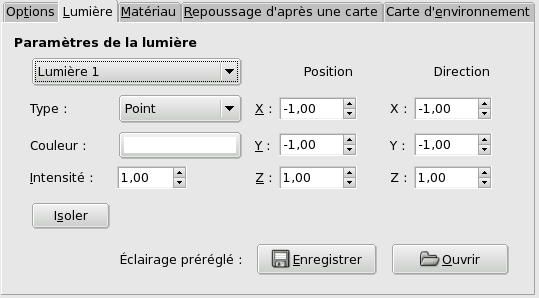 Options Lumière Matériau Repoussage d'après une carte Carte d'environnement
Paramètres de la lumière
Lumière 1 Position Direction
Type : Point X : -1,00 X : -1,00
Couleur : Y : -1,00 Y : -1,00
Intensité : 1,00 Z : 1,00 Z : 1,00
Isoler
Éclairage préréglé : Enregistrer Ouvrir